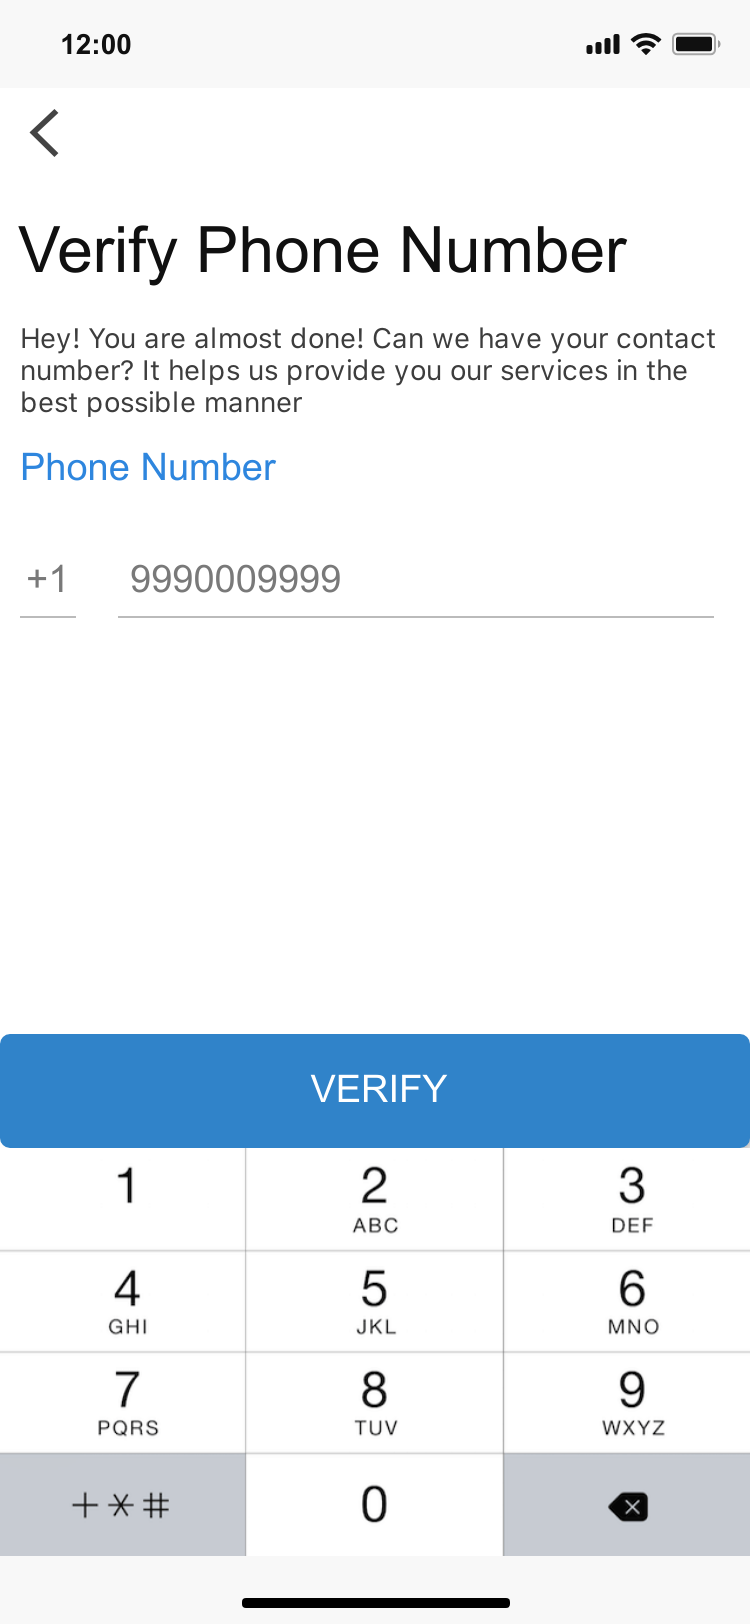 12:00
Verify Phone Number
Hey! You are almost done! Can we have your contact
number? It helps us provide you our services in the
best possible manner
Phone Number
+1 9990009999
VERIFY
1 2 3
ABC DEF
4 5 6
GHI JKL MNO
7 8 9
PQRS TUV WXYZ
+*# 0